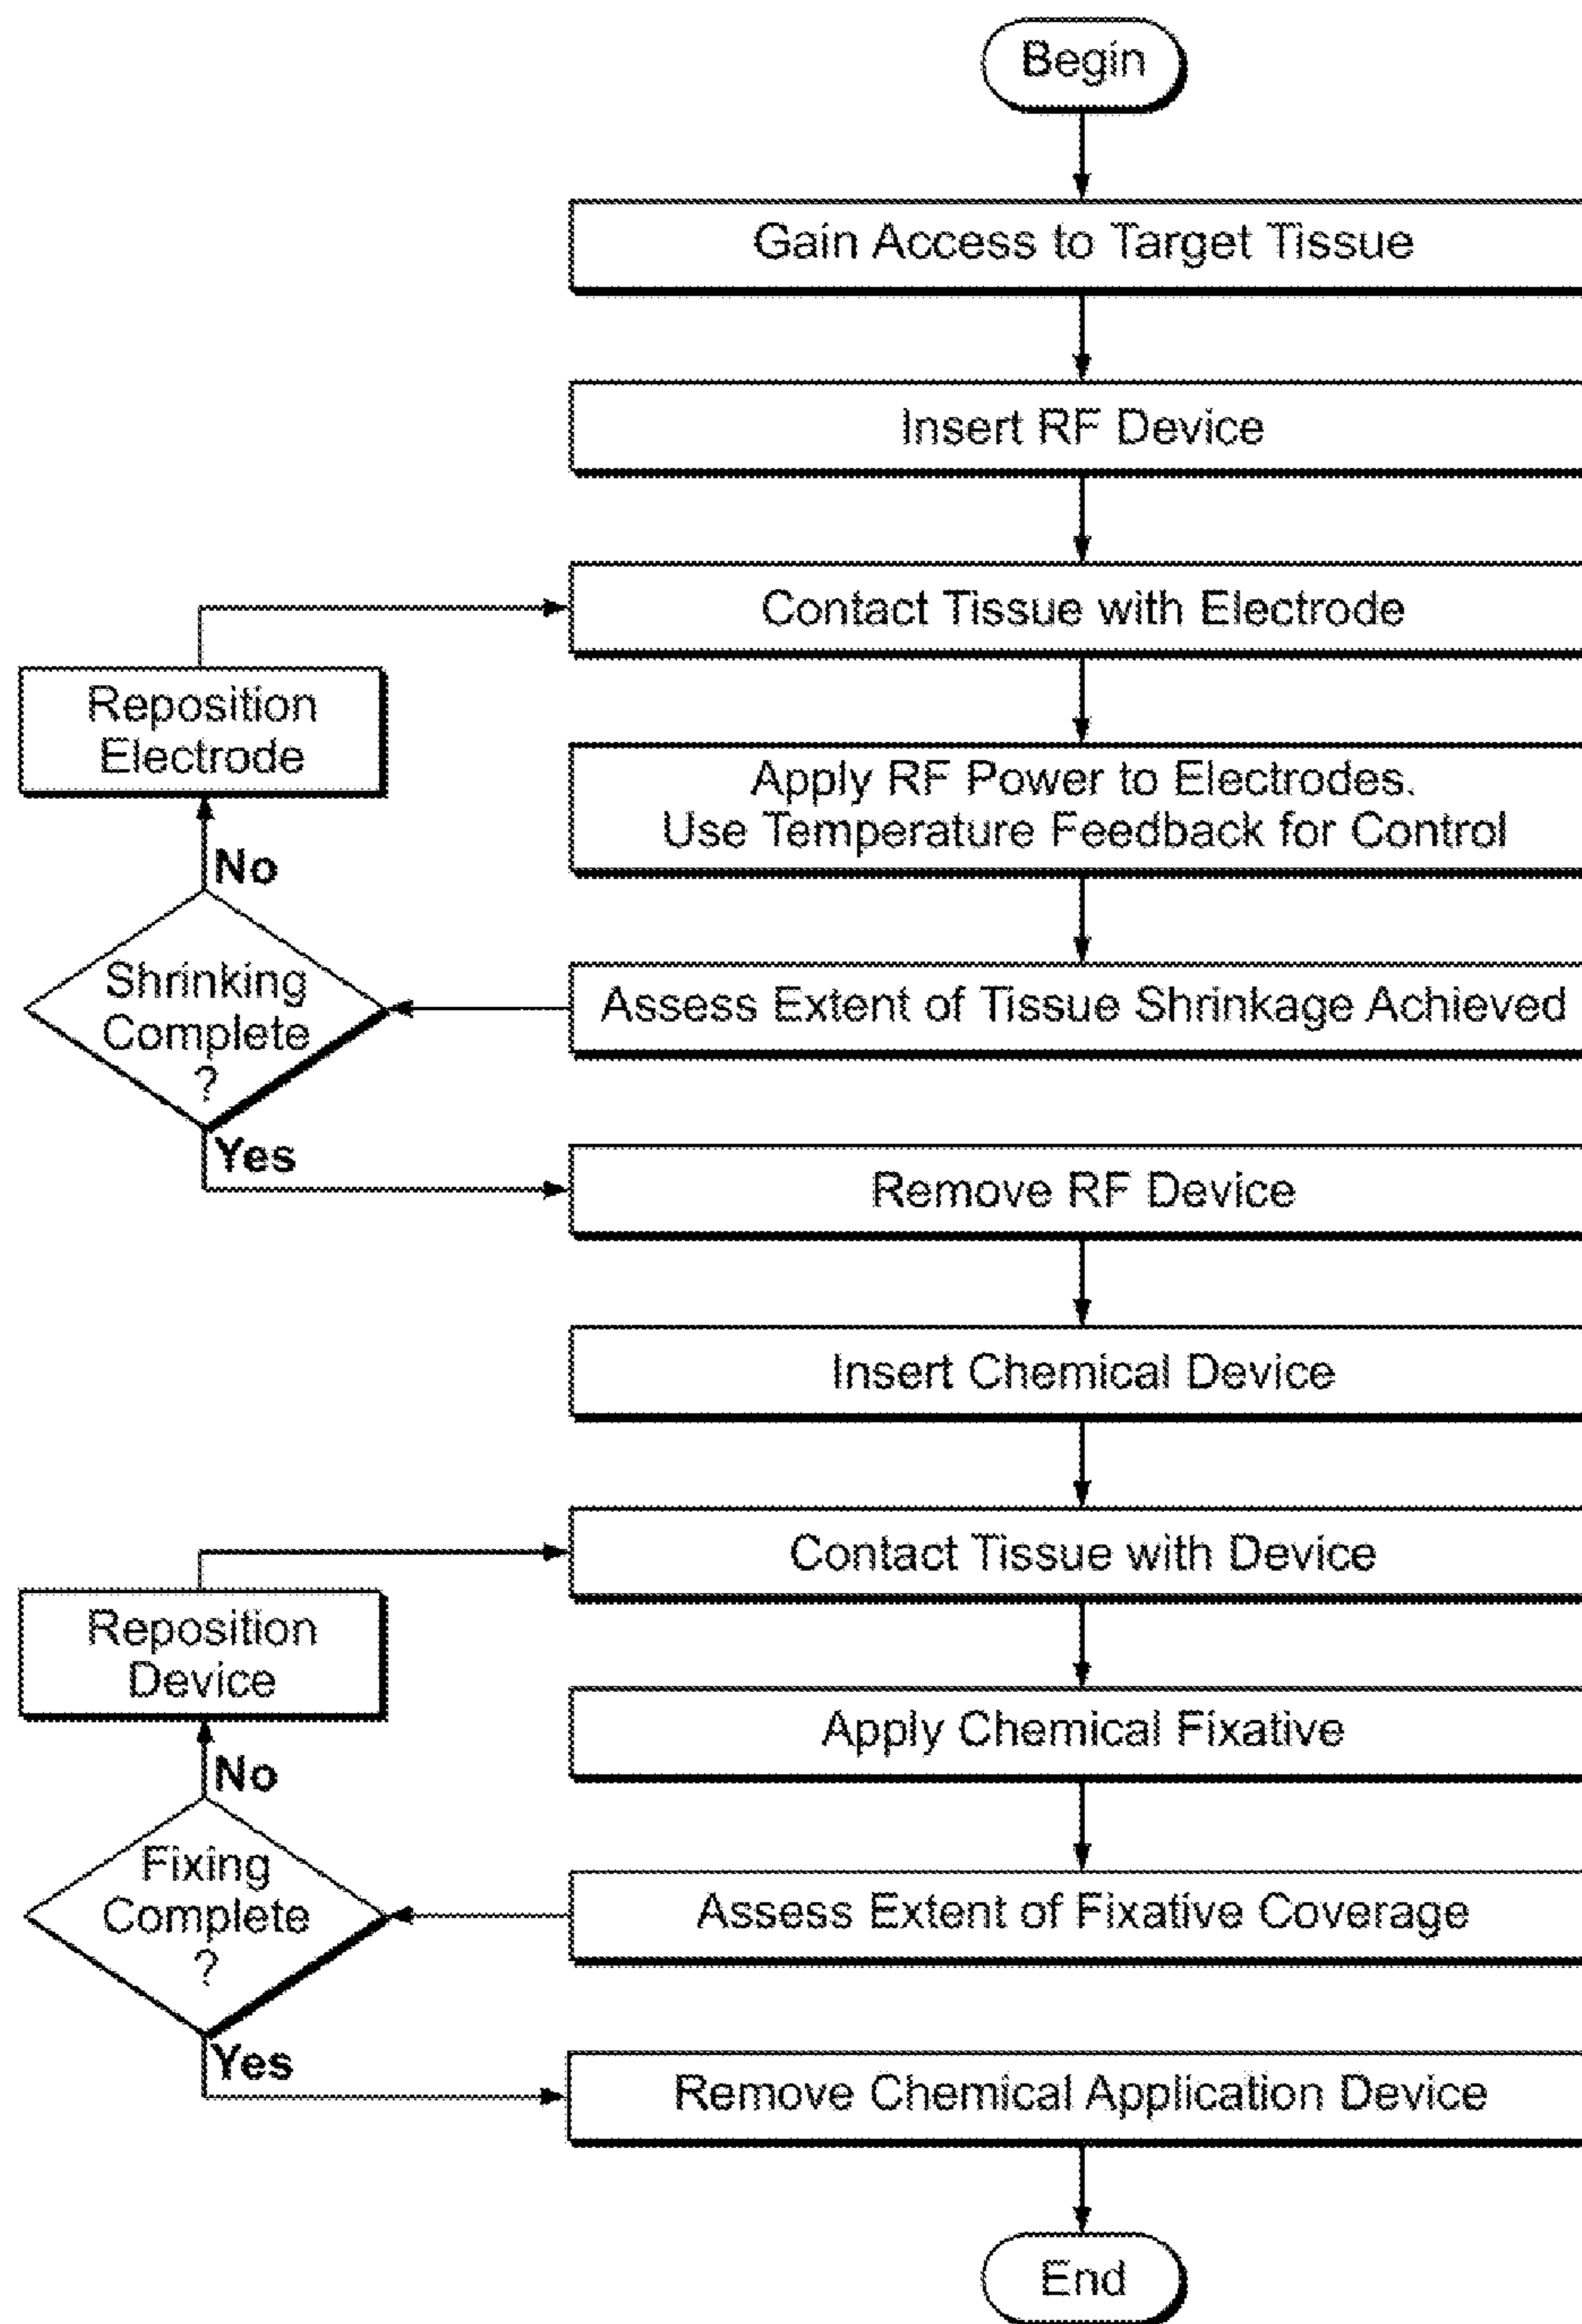 Begin
Gain Access to Target Tissue
Insert RF Device
Contact Tissue with Electrode
Reposition
Electrode
Apply RF Power to Electrodes.
Use Temperature Feedback for Control
No
Shrinking
Complete
?
Assess Extent of Tissue Shrinkage Achieved
Yes
Remove RF Device
Insert Chemical Device
Contact Tissue with Device
Reposition
Device
Apply Chemical Fixative
No
Fixing
Complete
?
Assess Extent of Fixative Coverage
Yes
Remove Chemical Application Device
End